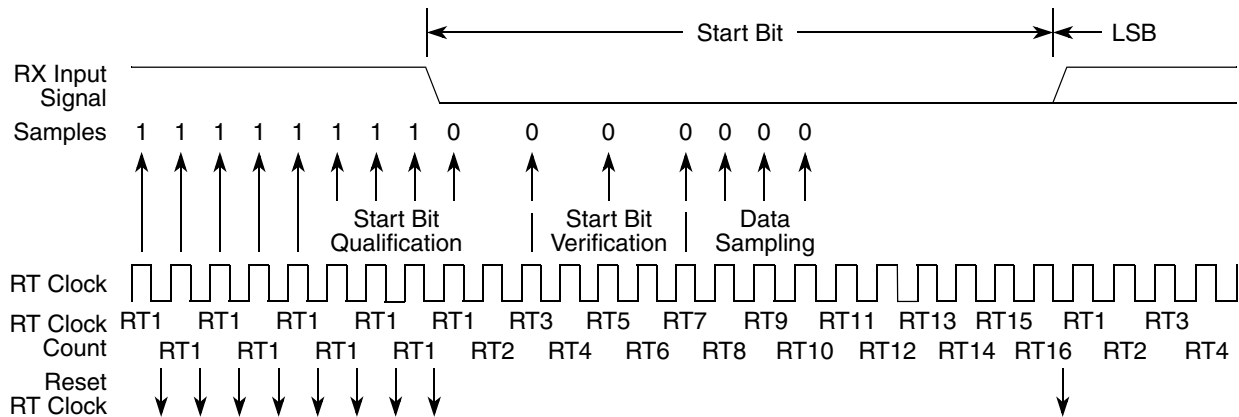 Start Bit LSB
RX Input
Signal
Samples 1 1 1 1 1 1 1 1 0 0 0 0 0 0 0
Start Bit
Qualification
Start Bit
Verification
Data
Sampling
RT Clock
RT Clock
Count
RT1 RT1 RT1 RT1 RT1 RT3 RT5 RT7 RT9 RT11 RT13 RT15 RT1 RT3
RT1 RT1 RT1 RT1 RT2 RT4 RT6 RT8 RT10 RT12 RT14 RT16 RT2 RT4
Reset
RT Clock